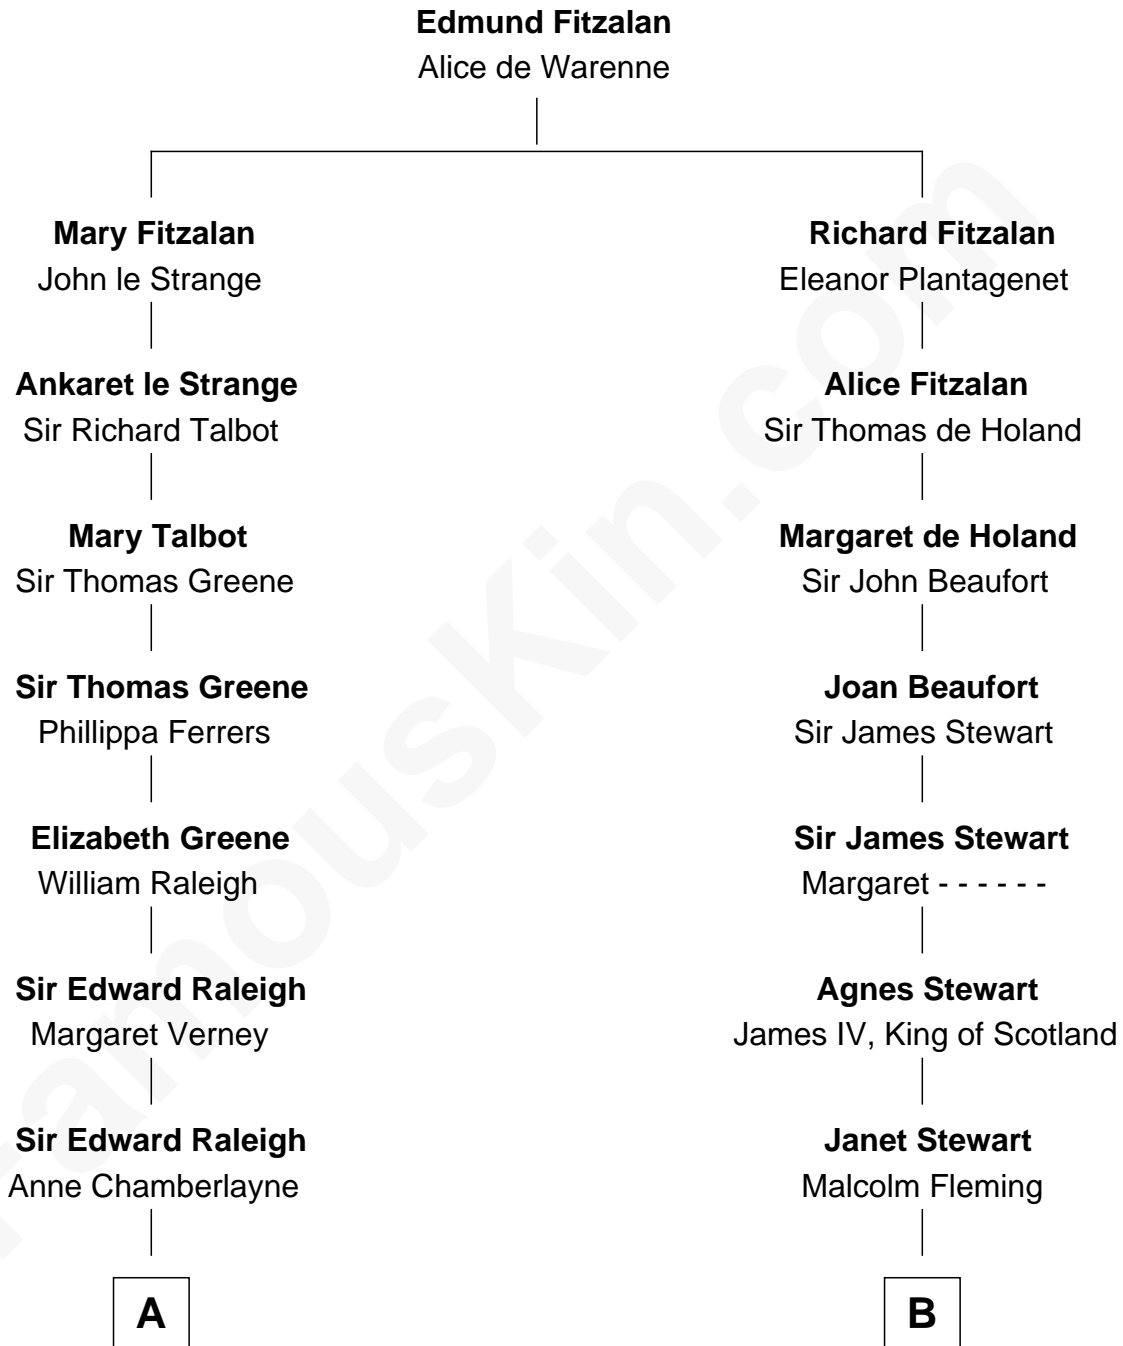 Edmund Fitzalan
Alice de Warenne
Mary Fitzalan
John le Strange
Richard Fitzalan
Eleanor Plantagenet
Ankaret le Strange
Sir Richard Talbot
Alice Fitzalan
Sir Thomas de Holand
Mary Talbot
Sir Thomas Greene
Margaret de Holand
Sir John Beaufort
Sir Thomas Greene
Phillippa Ferrers
Joan Beaufort
Sir James Stewart
Elizabeth Greene
William Raleigh
Sir James Stewart
Margaret - - - - - -
Sir Edward Raleigh
Margaret Verney
Agnes Stewart
James IV, King of Scotland
Sir Edward Raleigh
Anne Chamberlayne
Janet Stewart
Malcolm Fleming
A
B
FamousKin.com